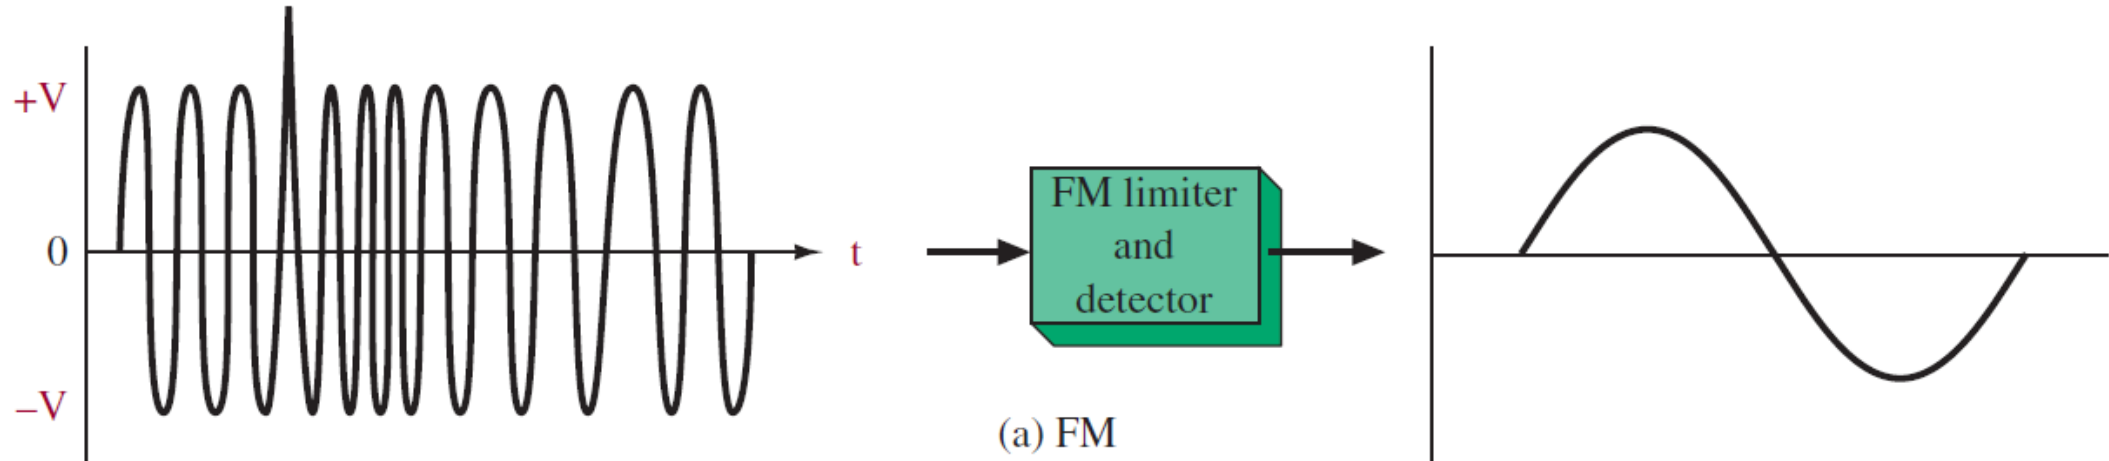 +V
0
–V
t
FM limiter
and
detector
(a) FM